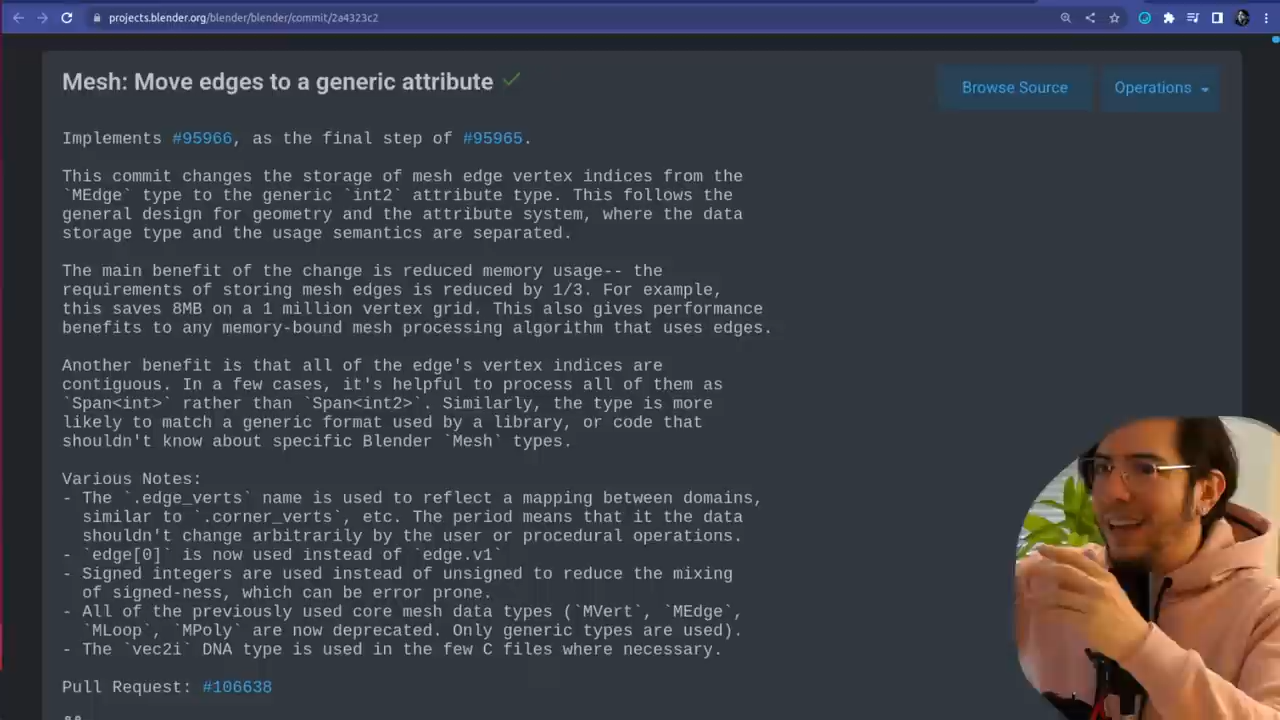 projects.blender.org/blender/blender/commit/2a4323c2
Mesh: Move edges to a generic attribute
Browse Source
Operations
Implements #95966, as the final step of #95965.
This commit changes the storage of mesh edge vertex indices from the
`MEdge` type to the generic `int2` attribute type. This follows the
general design for geometry and the attribute system, where the data
storage type and the usage semantics are separated.
The main benefit of the change is reduced memory usage-- the
requirements of storing mesh edges is reduced by 1/3. For example,
this saves 8MB on a 1 million vertex grid. This also gives performance
benefits to any memory-bound mesh processing algorithm that uses edges.
Another benefit is that all of the edge's vertex indices are
contiguous. In a few cases, it's helpful to process all of them as
`Span<int>` rather than `Span<int2>`. Similarly, the type is more
likely to match a generic format used by a library, or code that
shouldn't know about specific Blender `Mesh` types.
Various Notes:
- The `.edge_verts` name is used to reflect a mapping between domains,
similar to `.corner_verts`, etc. The period means that it the data
shouldn't change arbitrarily by the user or procedural operations.
- `edge[0]` is now used instead of `edge.v1`
- Signed integers are used instead of unsigned to reduce the mixing
of signed-ness, which can be error prone.
- All of the previously used core mesh data types (`MVert`, `MEdge`,
`MLoop`, `MPoly` are now deprecated. Only generic types are used).
- The `vec2i` DNA type is used in the few C files where necessary.
Pull Request: #106638